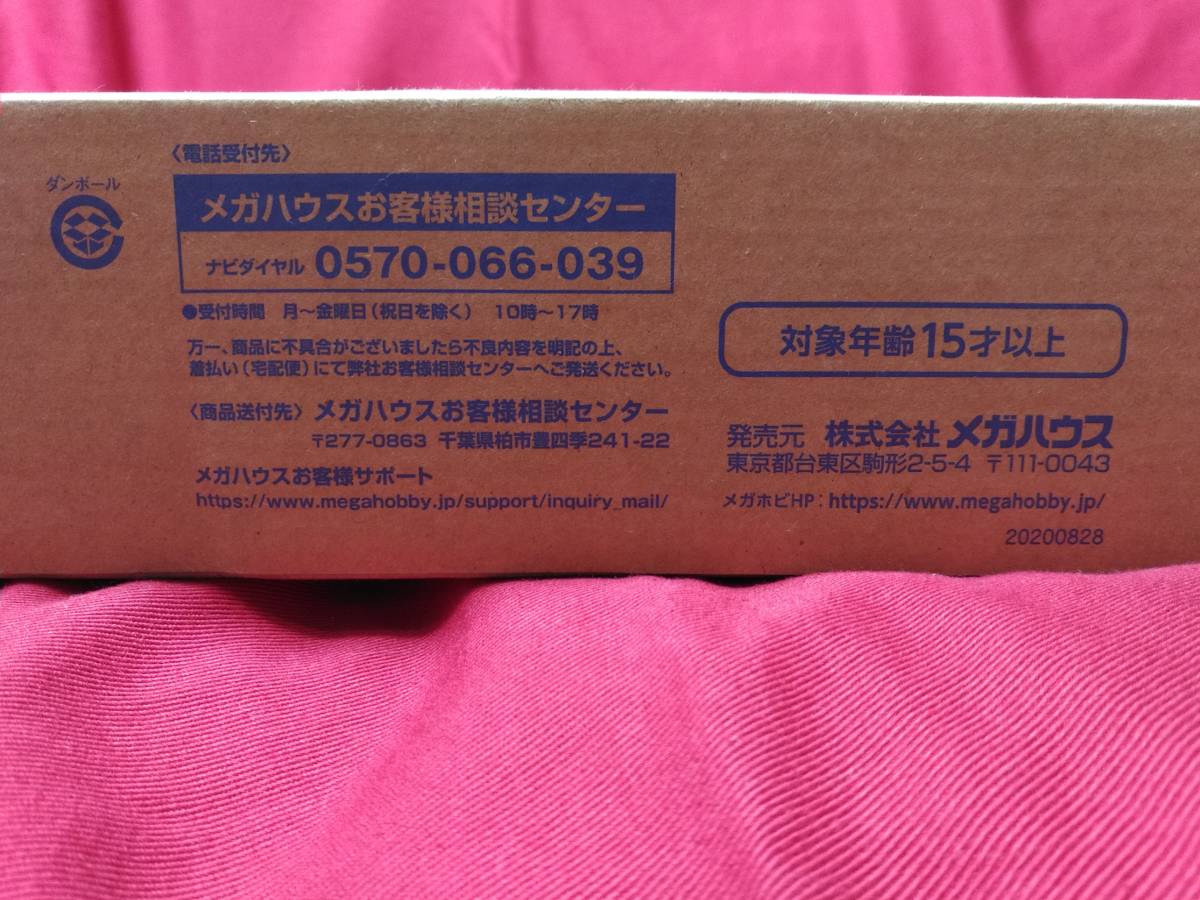 〈電話受付先〉
ダンボール
メガハウスお客様相談センター
ナビダイヤル 0570-066-039
●受付時間 月～金曜日（祝日を除く） 10時～17時
万一、商品に不具合がございましたら不良内容を明記の上、
着払い（宅配便）にて弊社お客様相談センターへご発送ください。
〈商品送付先〉メガハウスお客様相談センター
〒277-0863 千葉県柏市豊四季241-22
メガハウスお客様サポート
https://www.megahobby.jp/support/inquiry_mail/
対象年齢15才以上
発売元 株式会社メガハウス
東京都台東区駒形2-5-4 〒111-0043
メガホビHP：https://www.megahobby.jp/
20200828